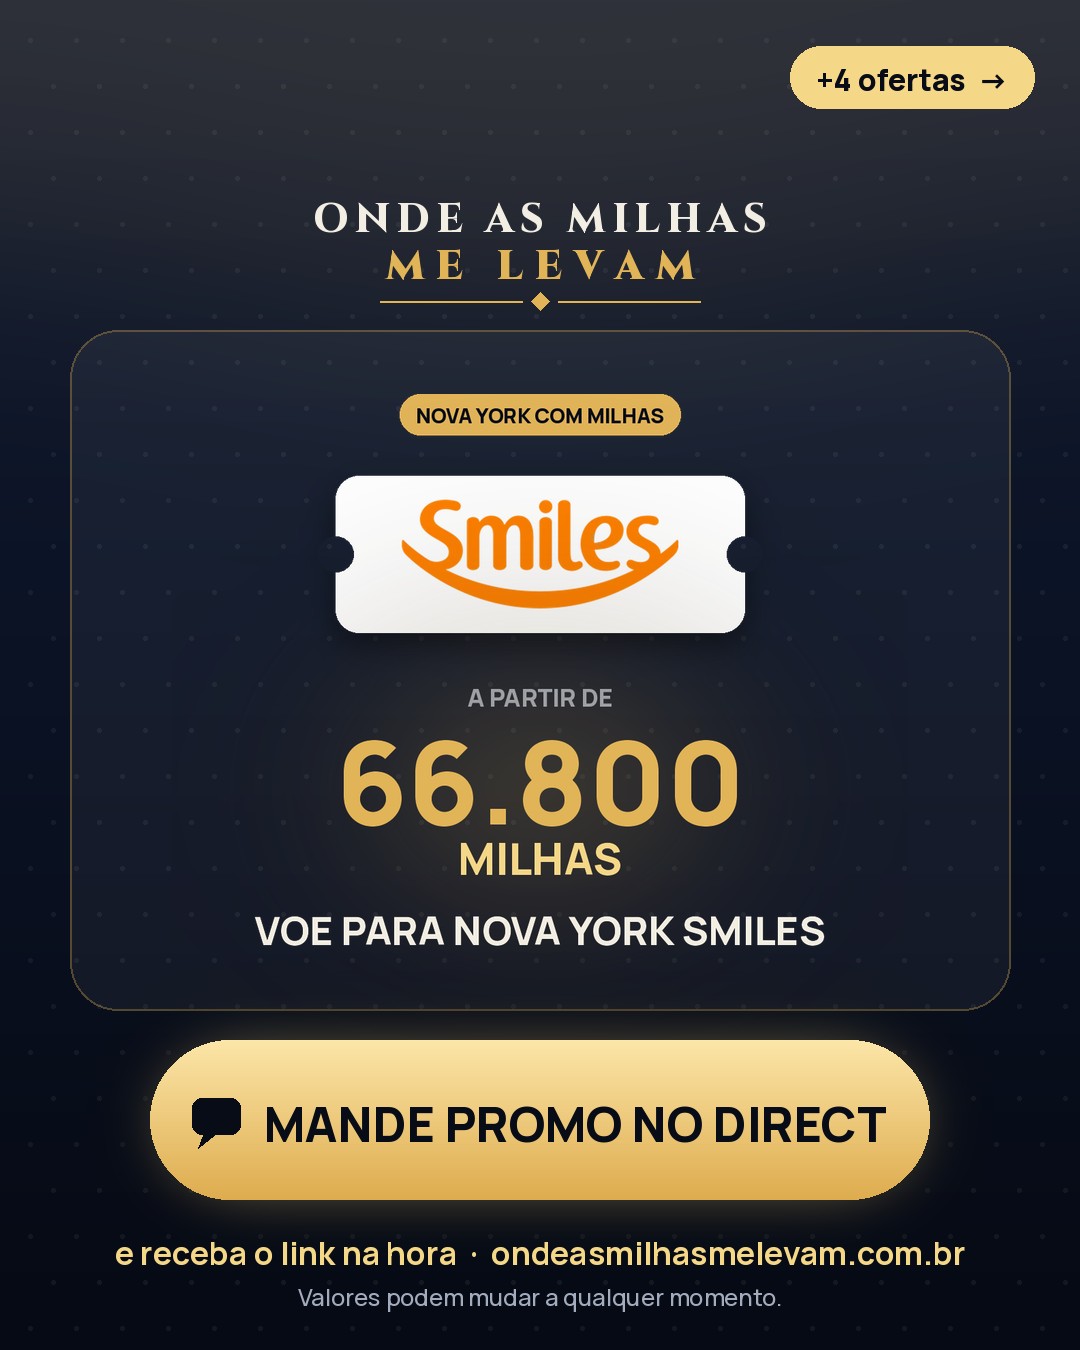 +4 ofertas →
ONDE AS MILHAS
ME LEVAM
NOVA YORK COM MILHAS
Smiles
A PARTIR DE
66.800
MILHAS
VOE PARA NOVA YORK SMILES
MANDE PROMO NO DIRECT
e receba o link na hora · ondeasmilhasmelevam.com.br
Valores podem mudar a qualquer momento.